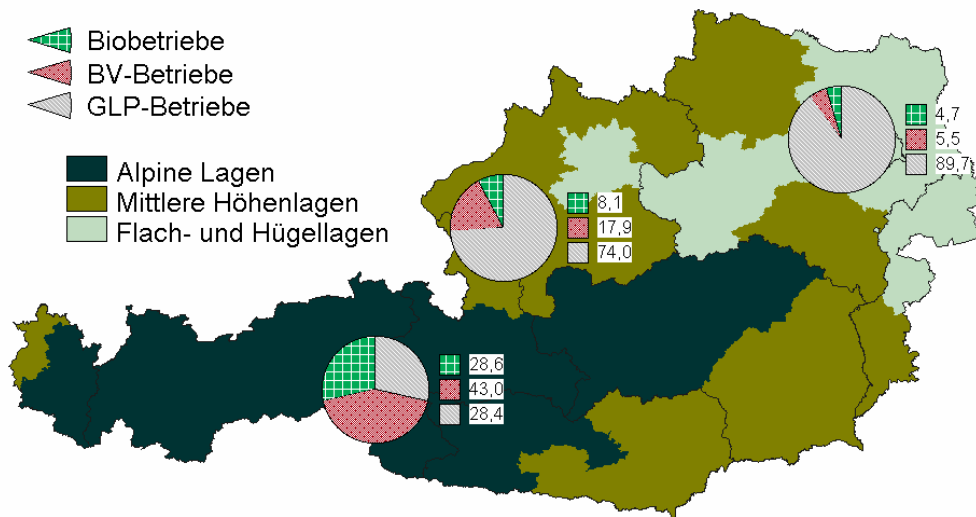 Biobetriebe
BV-Betriebe
GLP-Betriebe
Alpine Lagen
Mittlere Höhenlagen
Flach- und Hügellagen
4,7
5,5
89,7
8,1
17,9
74,0
28,6
43,0
28,4